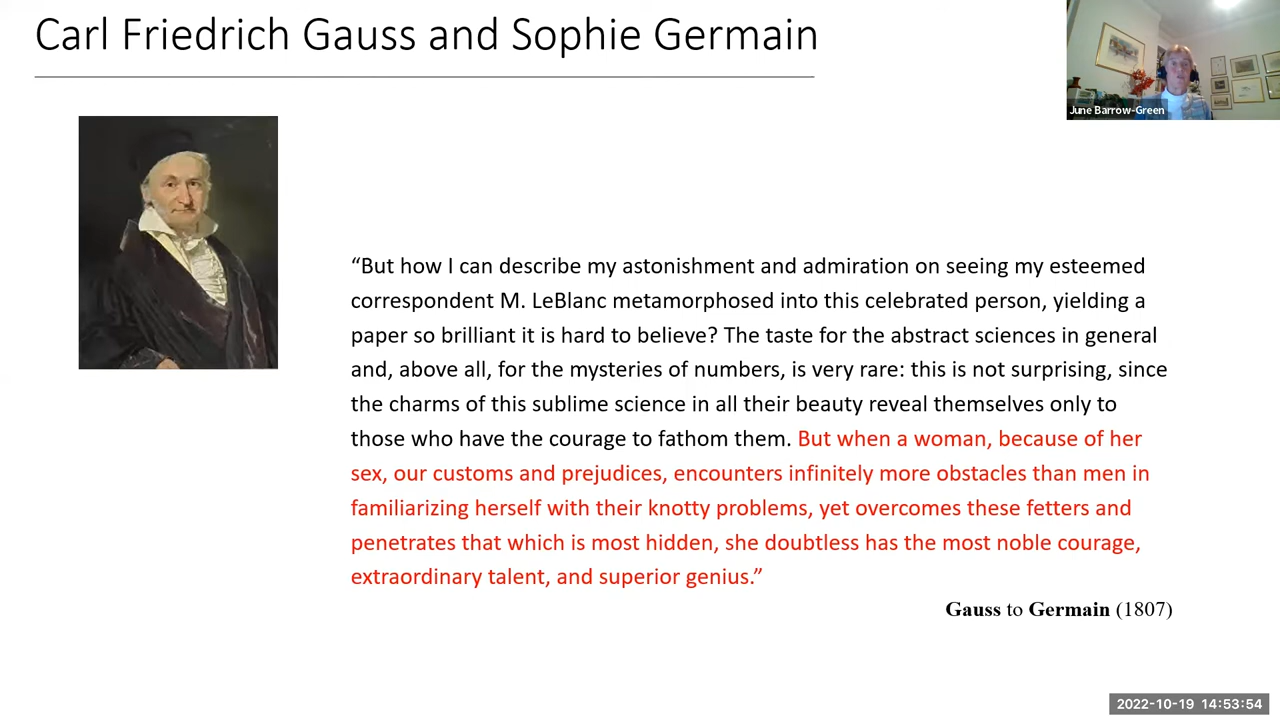 Carl Friedrich Gauss and Sophie Germain
June Barrow-Green
“But how I can describe my astonishment and admiration on seeing my esteemed
correspondent M. LeBlanc metamorphosed into this celebrated person, yielding a
paper so brilliant it is hard to believe? The taste for the abstract sciences in general
and, above all, for the mysteries of numbers, is very rare: this is not surprising, since
the charms of this sublime science in all their beauty reveal themselves only to
those who have the courage to fathom them. But when a woman, because of her
sex, our customs and prejudices, encounters infinitely more obstacles than men in
familiarizing herself with their knotty problems, yet overcomes these fetters and
penetrates that which is most hidden, she doubtless has the most noble courage,
extraordinary talent, and superior genius.”
Gauss to Germain (1807)
2022-10-19 14:53:54